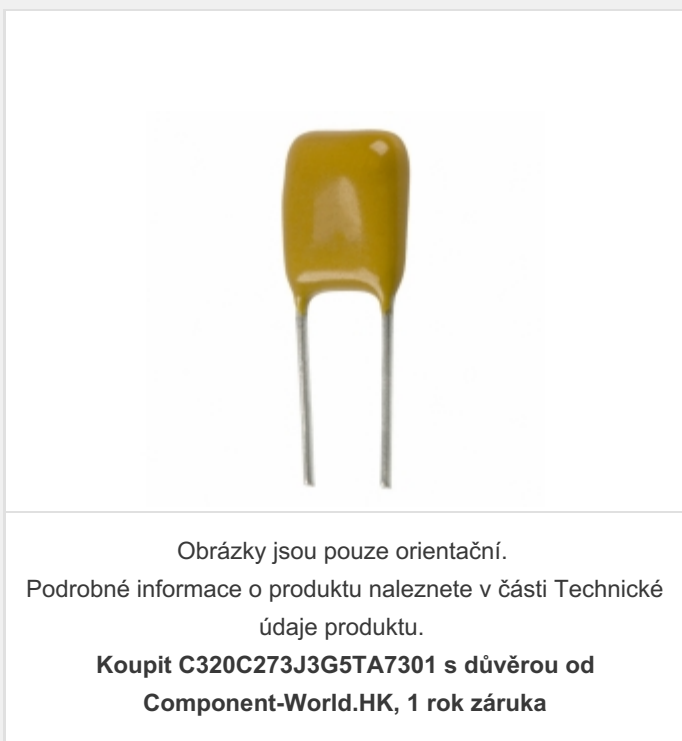 Obrázky jsou pouze orientační.
Podrobné informace o produktu naleznete v části Technické
údaje produktu.
Koupit C320C273J3G5TA7301 s důvěrou od
Component-World.HK, 1 rok záruka